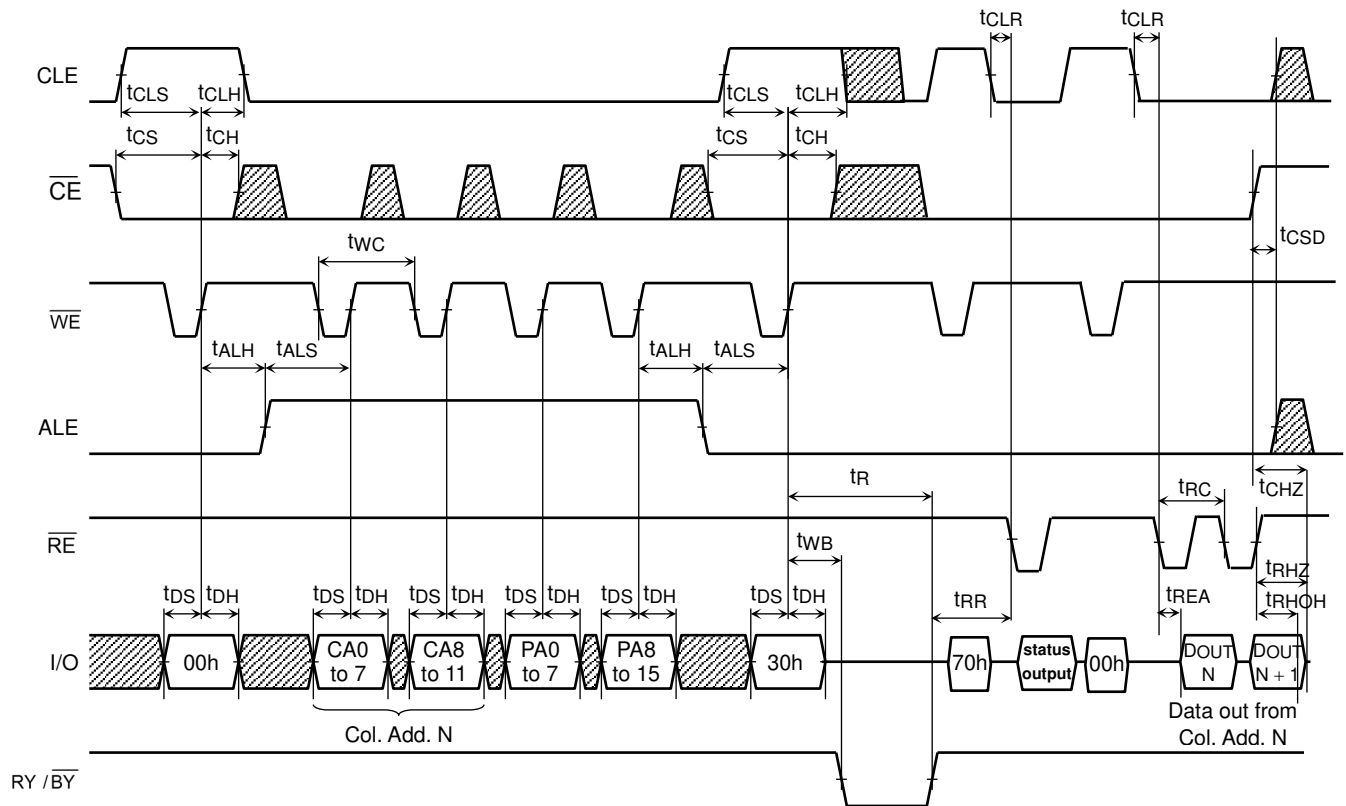 tCLR tCLR
CLE
tCLS tCLH tCLS tCLH
tCS tCH tCS tCH
CE
tCSD
tWC
WE
tALH tALS tALH tALS
ALE
tR tRC tCHZ
RE
tWB
tDS tDH tDS tDH tDS tDH tDS tDH tDS tDH tDS tDH tRR tREA tRHZ
tRHOH
I/O
00h
CA0
to 7
CA8
to 11
PA0
to 7
PA8
to 15
30h
70h
status
output
00h
DOUT
N
DOUT
N + 1
Col. Add. N
Data out from
Col. Add. N
RY / BY